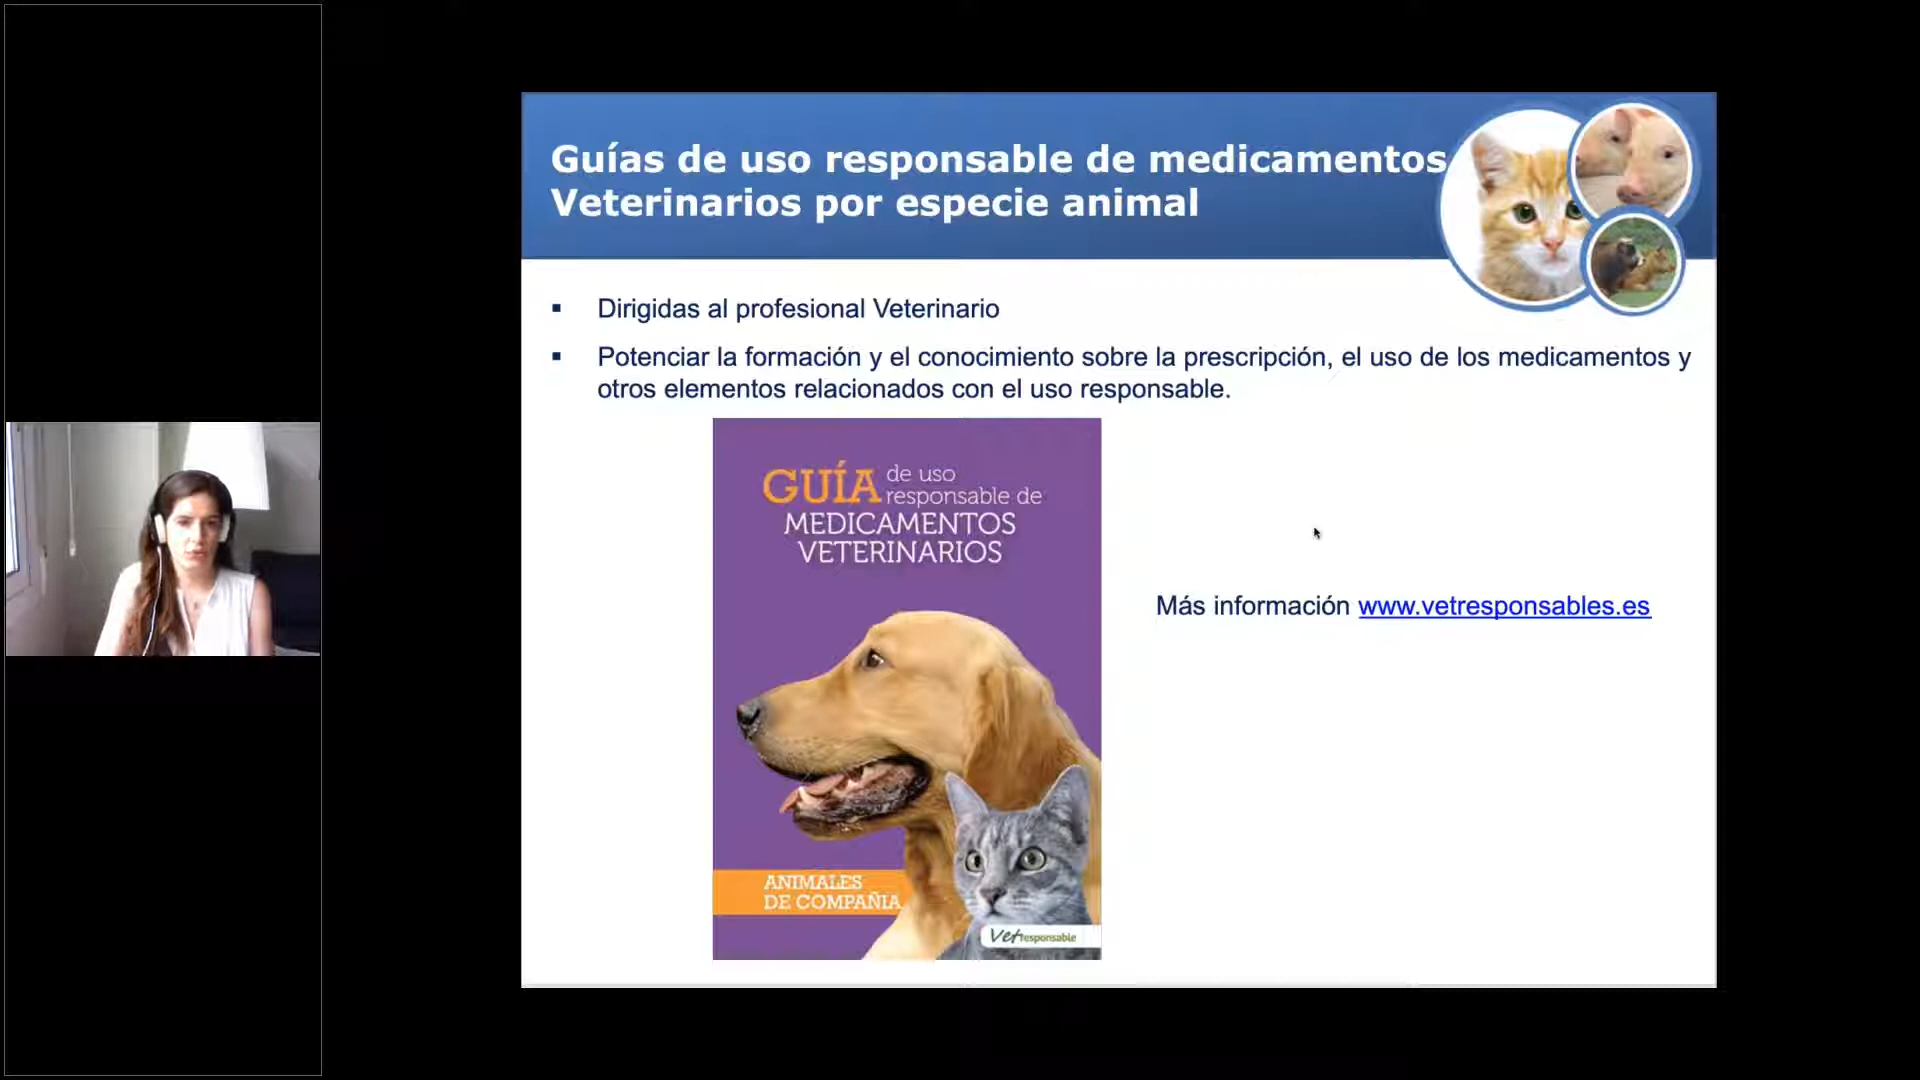 Guías de uso responsable de medicamentos
Veterinarios por especie animal
▪ Dirigidas al profesional Veterinario
▪ Potenciar la formación y el conocimiento sobre la prescripción, el uso de los medicamentos y
otros elementos relacionados con el uso responsable.
GUÍA de uso
responsable de
MEDICAMENTOS
VETERINARIOS
Más información www.vetresponsables.es
ANIMALES
DE COMPAÑIA
Vetresponsable